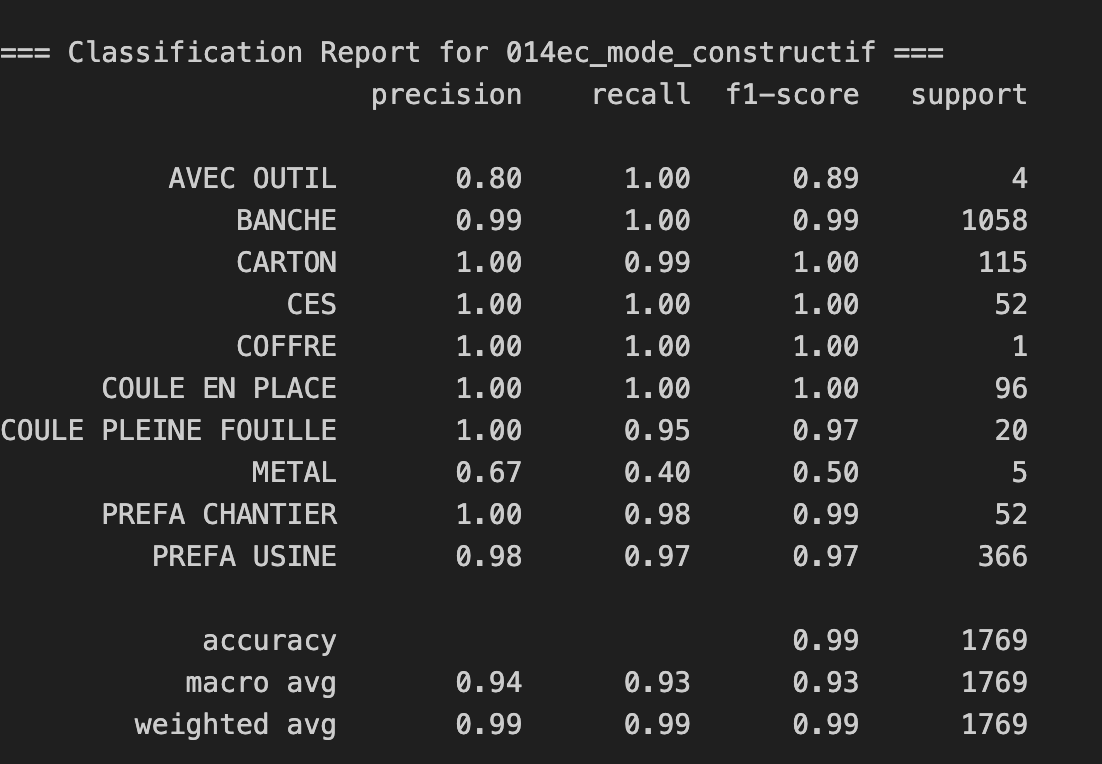 === Classification Report for 014ec_mode_constructif ===
precision recall f1-score support
AVEC OUTIL 0.80 1.00 0.89 4
BANCHE 0.99 1.00 0.99 1058
CARTON 1.00 0.99 1.00 115
CES 1.00 1.00 1.00 52
COFFRE 1.00 1.00 1.00 1
COULE EN PLACE 1.00 1.00 1.00 96
COULE PLEINE FOUILLE 1.00 0.95 0.97 20
METAL 0.67 0.40 0.50 5
PREFA CHANTIER 1.00 0.98 0.99 52
PREFA USINE 0.98 0.97 0.97 366
accuracy 0.99 1769
macro avg 0.94 0.93 0.93 1769
weighted avg 0.99 0.99 0.99 1769